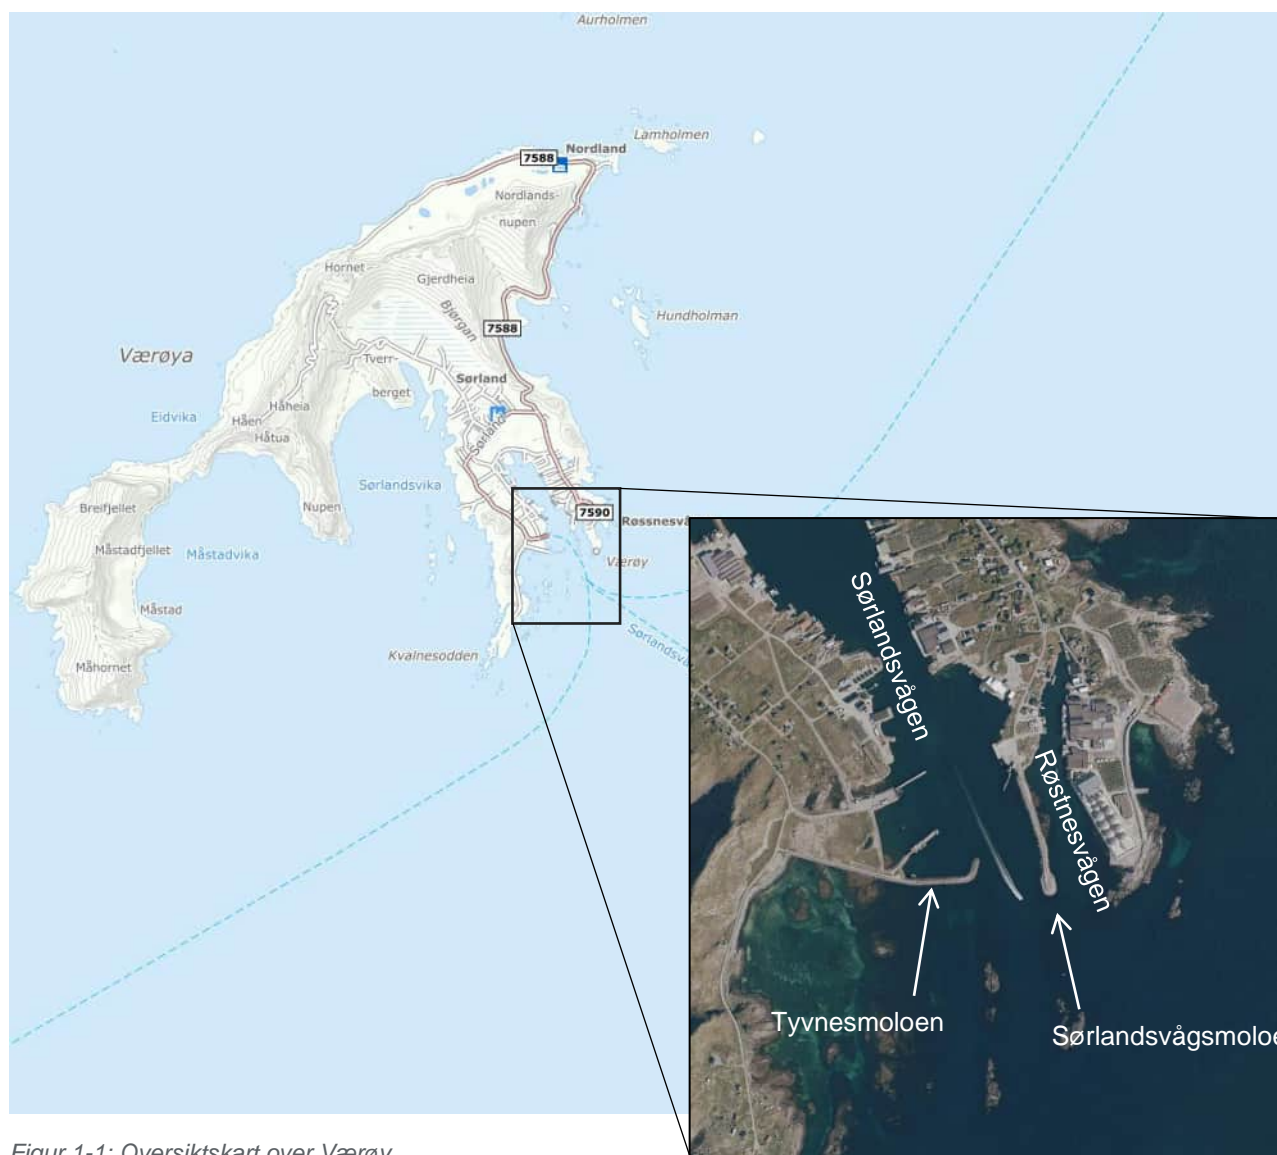 Aurholmen
Lamholmen
Nordland
7588
Nordlands-
nupen
Hornet
Gjerdheia
Bjørgan
Hundholman
7588
Værøya
Tverr-
berget
Sørland
Eidvika
Håheia
Håen
Håtua
Sørland
Sørlandsvika
Nupen
Breifjellet
7590
Røssnesvå
Måstadfjellet
Måstadvika
Værøy
Måstad
Sørlandsvå
Kvalnesodden
Måhornet
Sørlandsvågen
Røstnesvågen
Tyvnesmoloen
Sørlandsvågsmoloe
Figur 1-1: Oversiktskart over Værøy